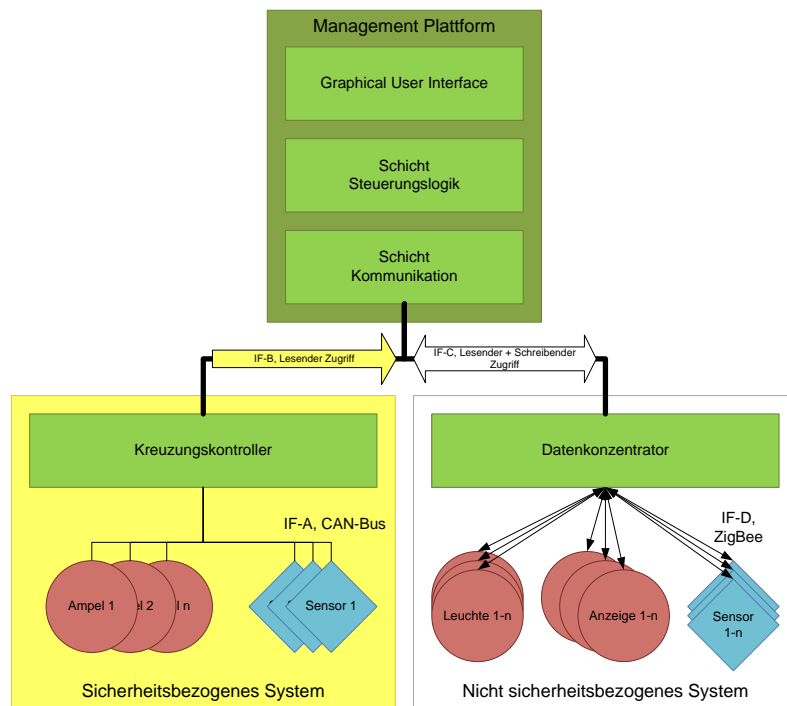 Management Plattform
Graphical User Interface
Schicht
Steuerungslogik
Schicht
Kommunikation
IF-B, Lesender Zugriff
IF-C, Lesender + Schreibender
Zugriff
Kreuzungskontroller
Datenkonzentrator
IF-A, CAN-Bus
IF-D,
ZigBee
Ampel 1
2
n
Sensor 1
Leuchte 1-n
Anzeige 1-n
Sensor
1-n
Sicherheitsbezogenes System
Nicht sicherheitsbezogenes System